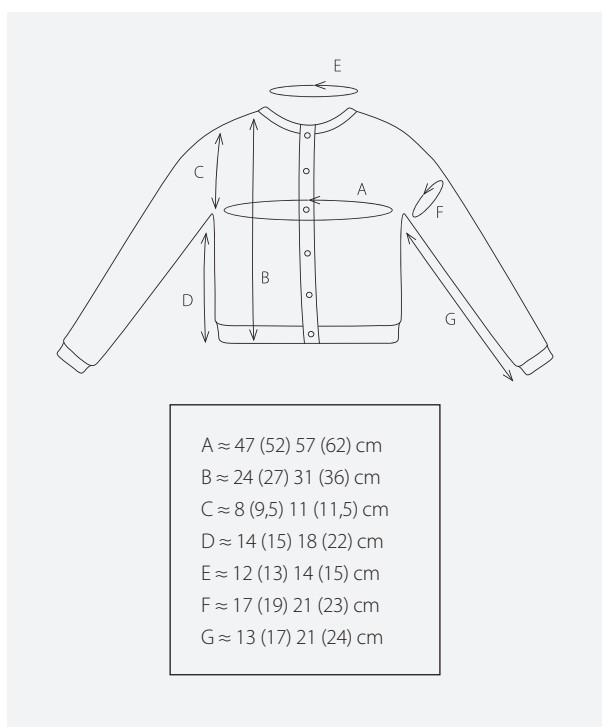 E
C
A
F
B
D
G
A ≈ 47 (52) 57 (62) cm
B ≈ 24 (27) 31 (36) cm
C ≈ 8 (9,5) 11 (11,5) cm
D ≈ 14 (15) 18 (22) cm
E ≈ 12 (13) 14 (15) cm
F ≈ 17 (19) 21 (23) cm
G ≈ 13 (17) 21 (24) cm